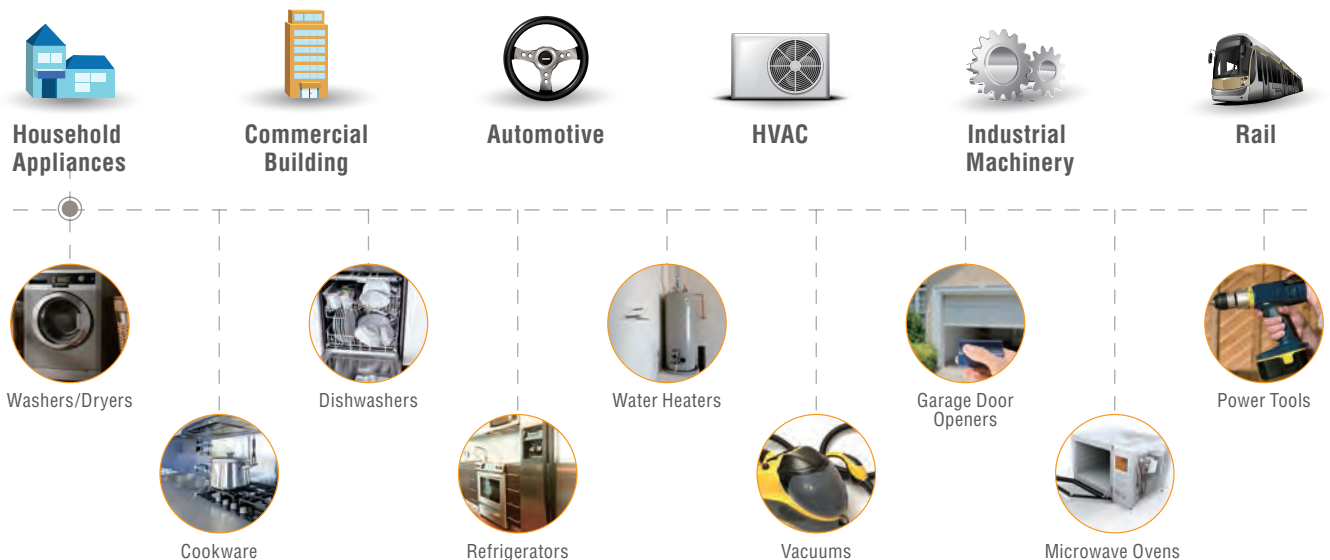 Household
Appliances
Commercial
Building
Automotive
HVAC
Industrial
Machinery
Rail
Washers/Dryers
Dishwashers
Water Heaters
Garage Door
Openers
Power Tools
Cookware
Refrigerators
Vacuums
Microwave Ovens